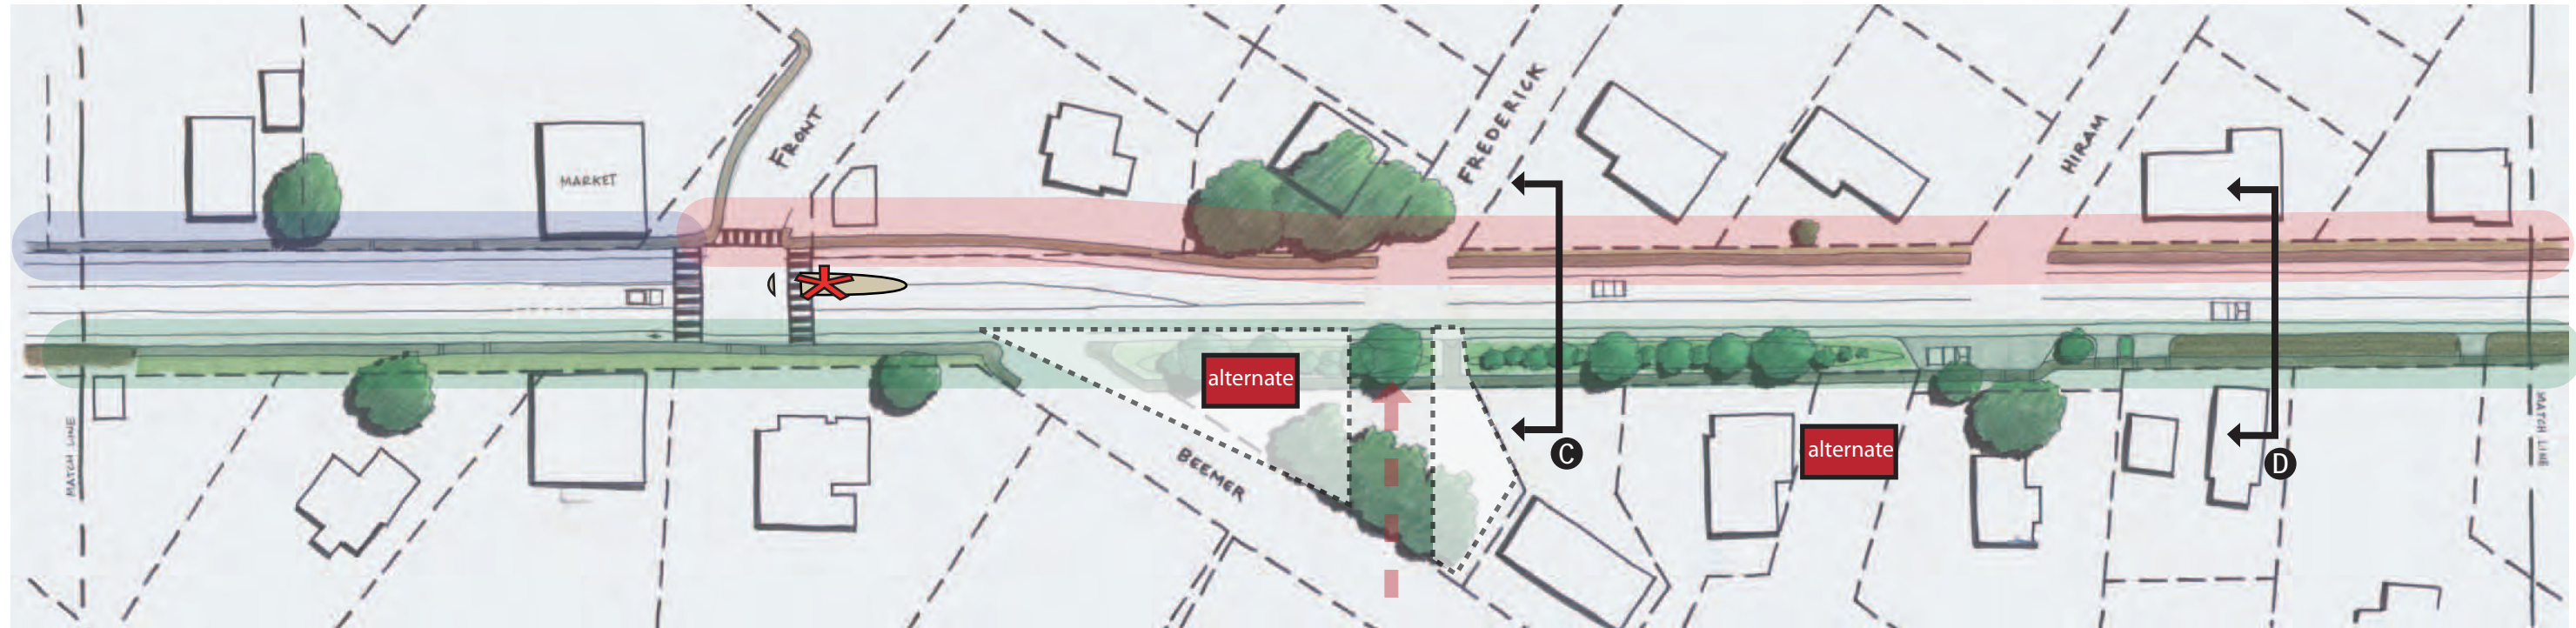 FREDERICK
FRONT
HIRAM
MARKET
alternate
MATCH LINE
MATCH LINE
alternate
BEEMER
C
D